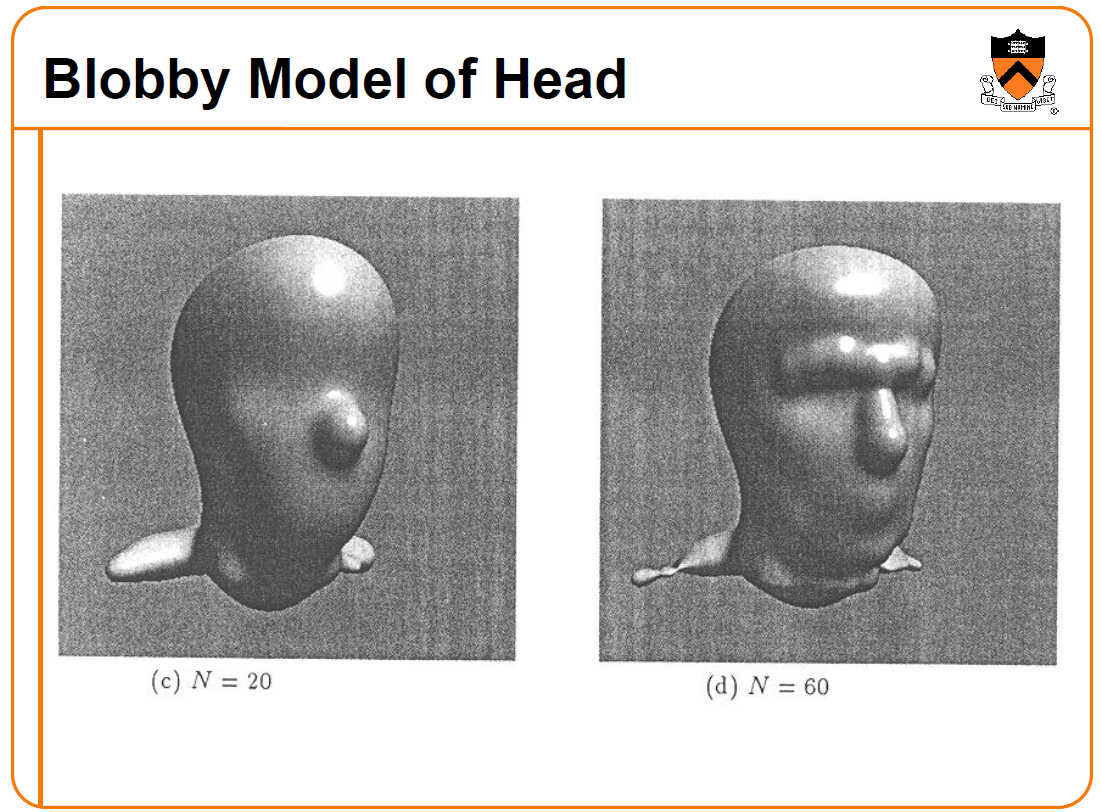 Blobby Model of Head
(c) N = 20
(d) N = 60